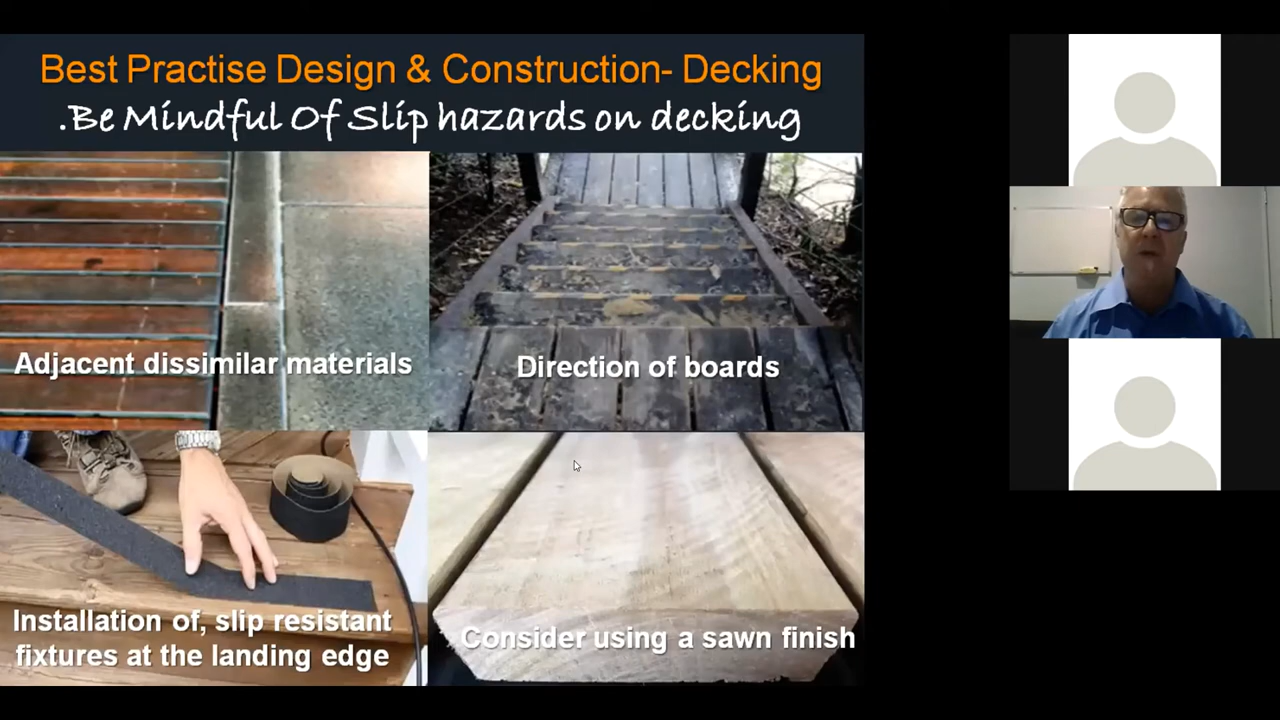 Best Practise Design & Construction- Decking
.Be Mindful Of Slip hazards on decking
Adjacent dissimilar materials
Direction of boards
Installation of, slip resistant
fixtures at the landing edge
Consider using a sawn finish